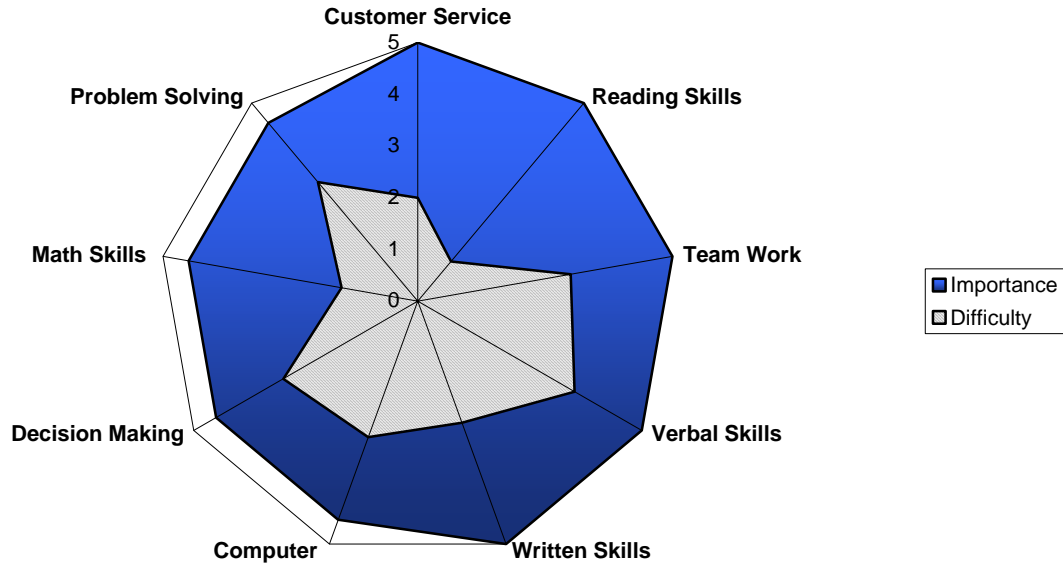 Customer Service
5
Problem Solving
Reading Skills
4
3
2
Math Skills
Team Work
1
Importance
0
Difficulty
Decision Making
Verbal Skills
Computer
Written Skills